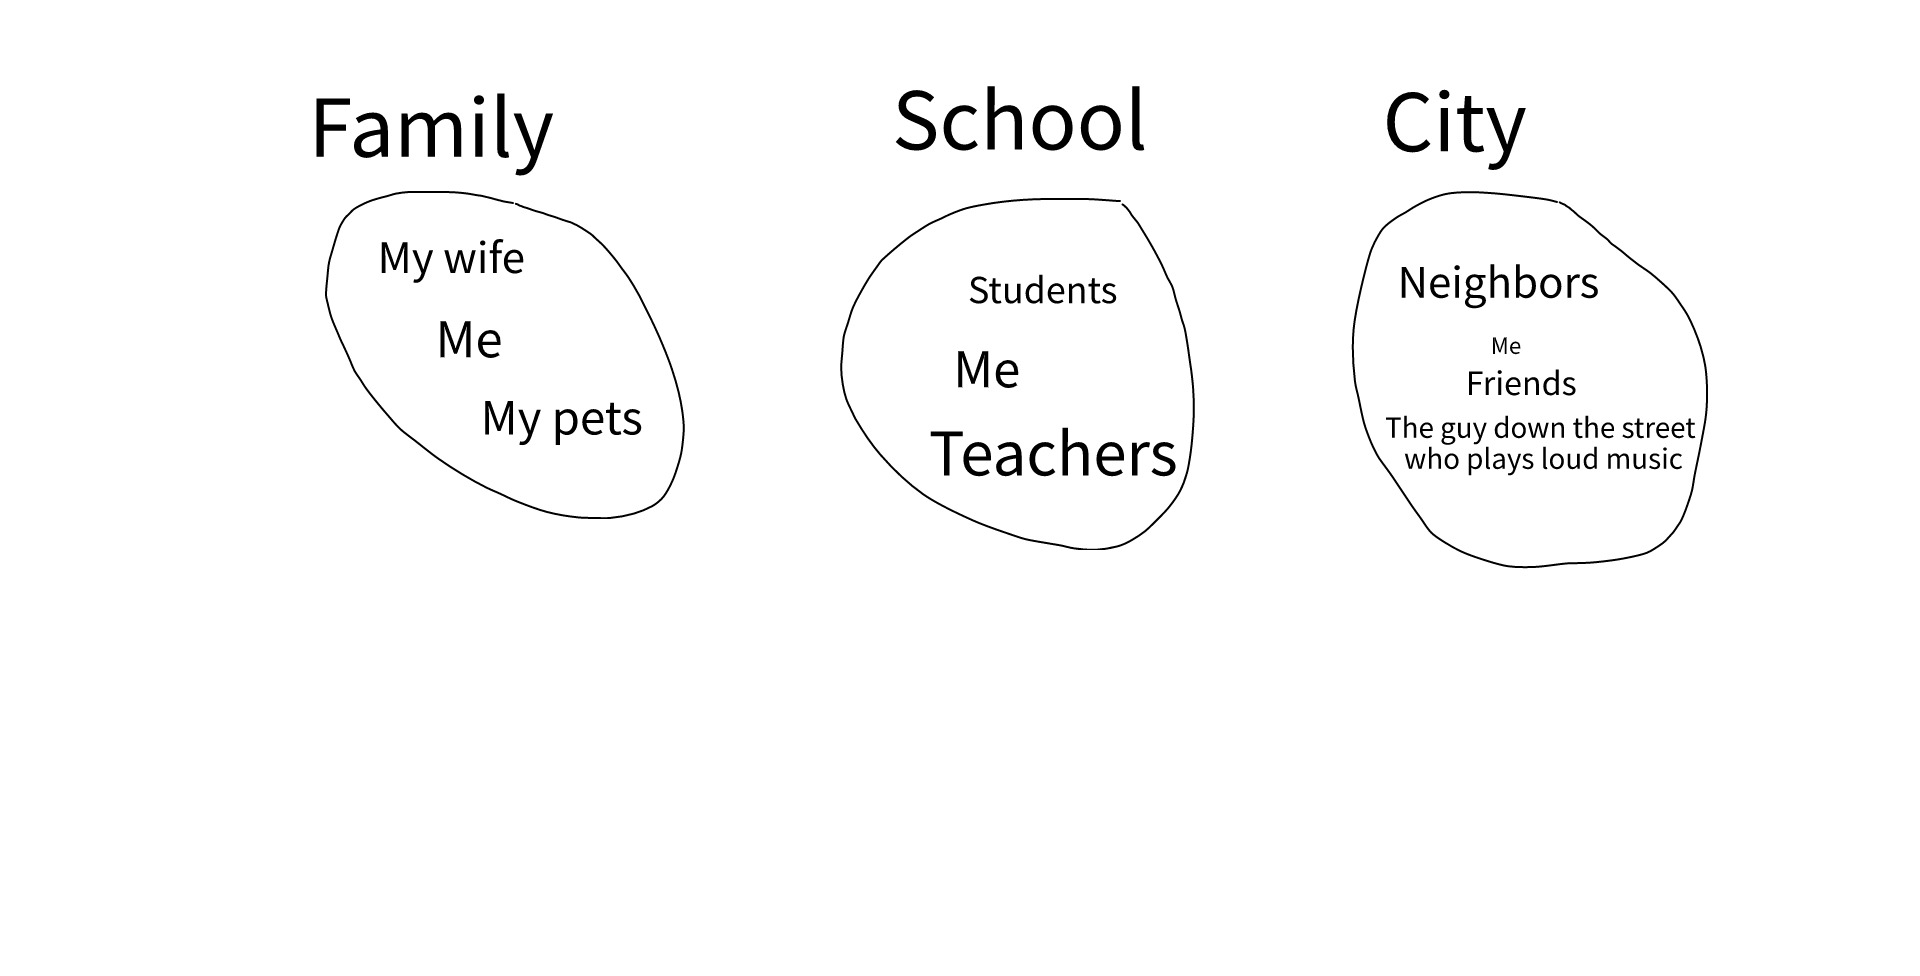 Family
My wife
Me
My pets
School
Students
Me
Teachers
City
Neighbors
Me
Friends
The guy down the street
who plays loud music